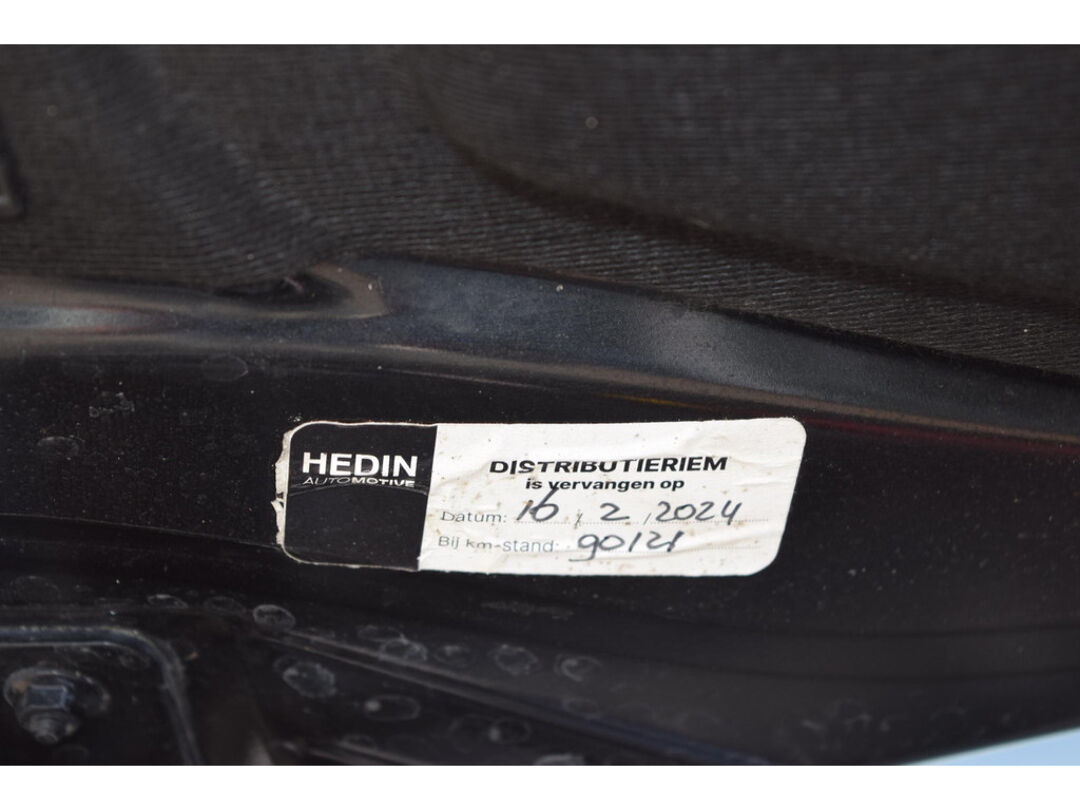 HEDIN
AUTOMOTIVE
DISTRIBUTIERIEM
is vervangen op
Datum: 16 / 2 / 2024
Bij km-stand: 90121